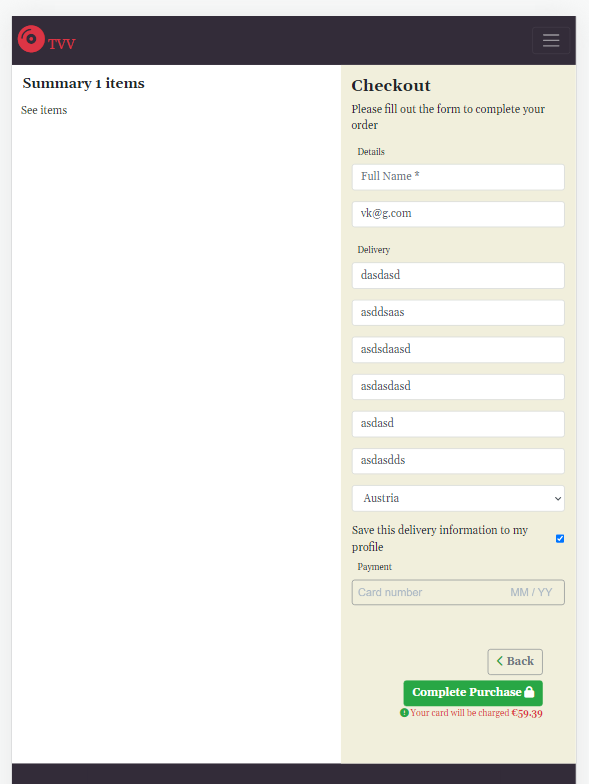 TVV
Summary 1 items
See items
Checkout
Please fill out the form to complete your
order
Details
Full Name *
vk@g.com
Delivery
dasdasd
asddsaas
asdsdaasd
asdasdasd
asdasd
asdasdds
Austria
Save this delivery information to my
profile
Payment
Card number MM / YY
Back
Complete Purchase
Your card will be charged €59.39